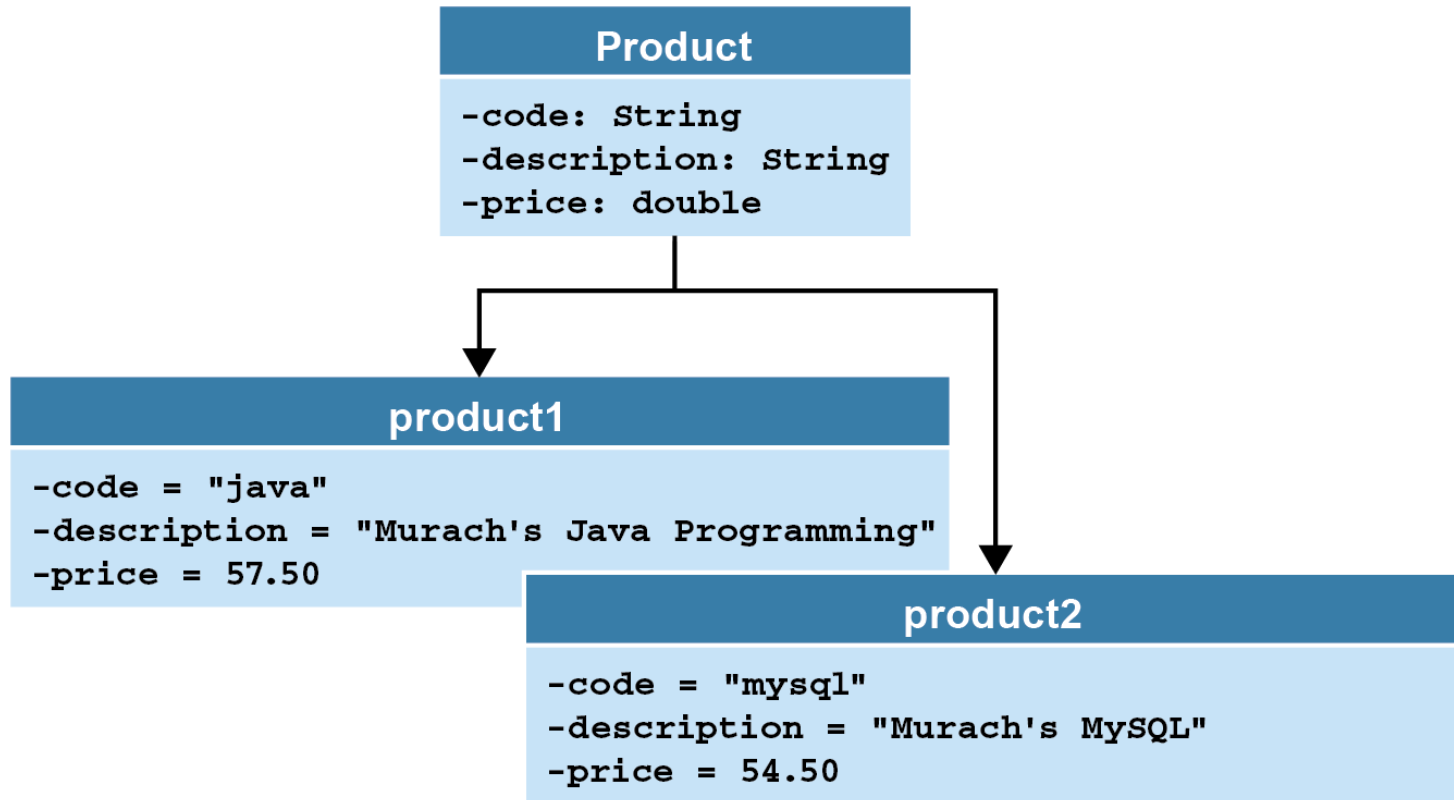 Product
-code: String
-description: String
-price: double
product1
-code = "java"
-description = "Murach's Java Programming"
-price = 57.50
product2
-code = "mysql"
-description = "Murach's MySQL"
-price = 54.50